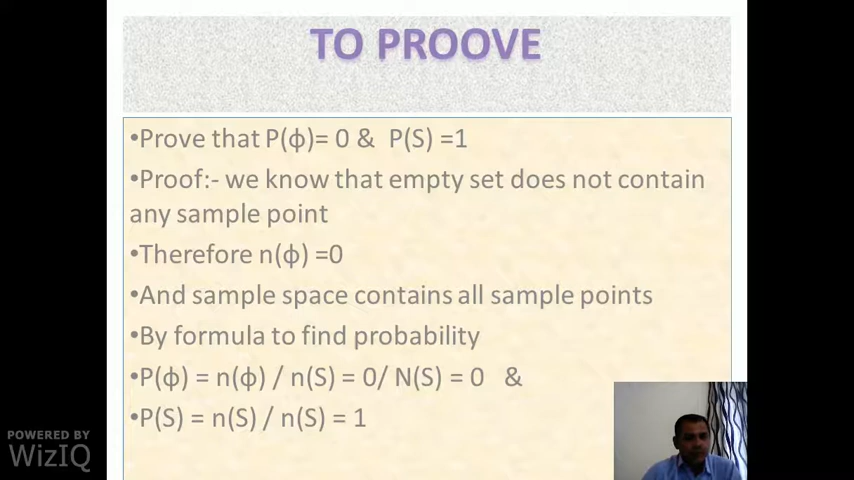 TO PROOVE
•Prove that P(ϕ)= 0 & P(S) =1
•Proof:- we know that empty set does not contain
any sample point
•Therefore n(ϕ) =0
•And sample space contains all sample points
•By formula to find probability
•P(ϕ) = n(ϕ) / n(S) = 0/ N(S) = 0 &
•P(S) = n(S) / n(S) = 1
POWERED BY
WizIQ